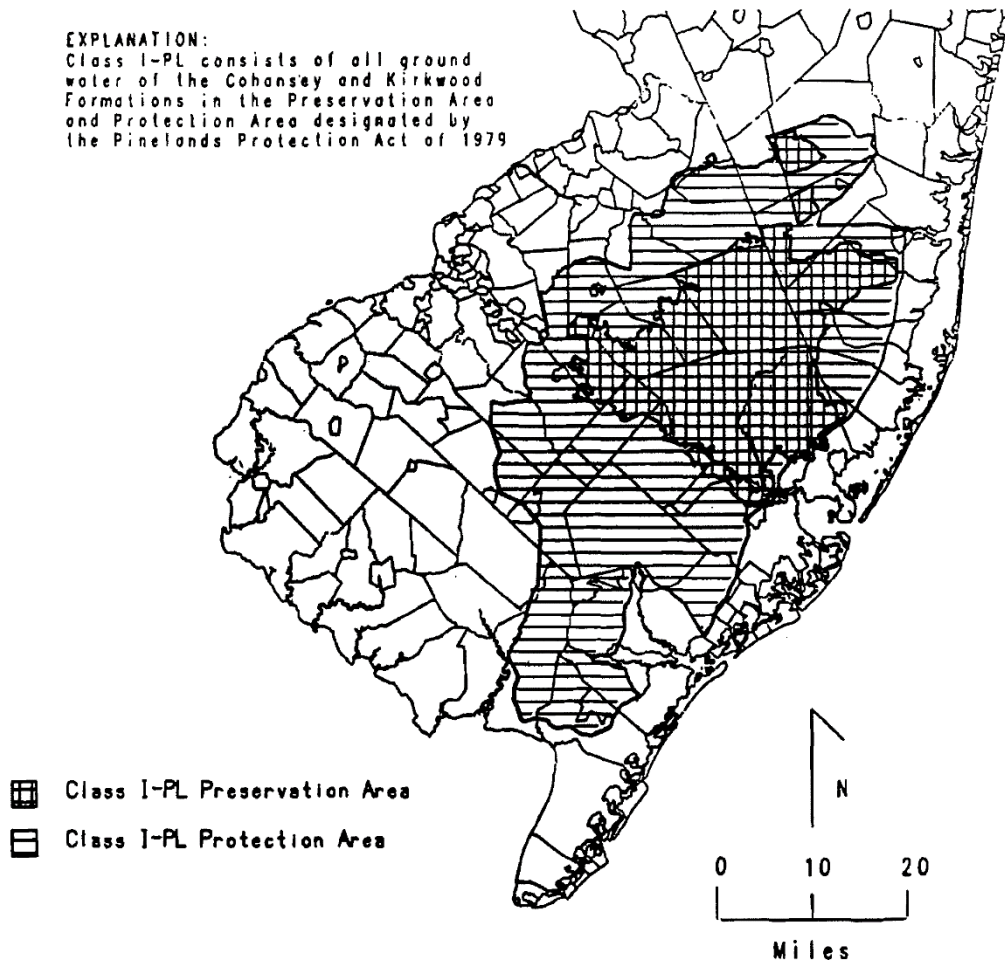 EXPLANATION:
Class I-PL consists of all ground
water of the Cohansey and Kirkwood
Formations in the Preservation Area
and Protection Area designated by
the Pinelands Protection Act of 1979
Class I-PL Preservation Area
Class I-PL Protection Area
N
0 10 20
Miles